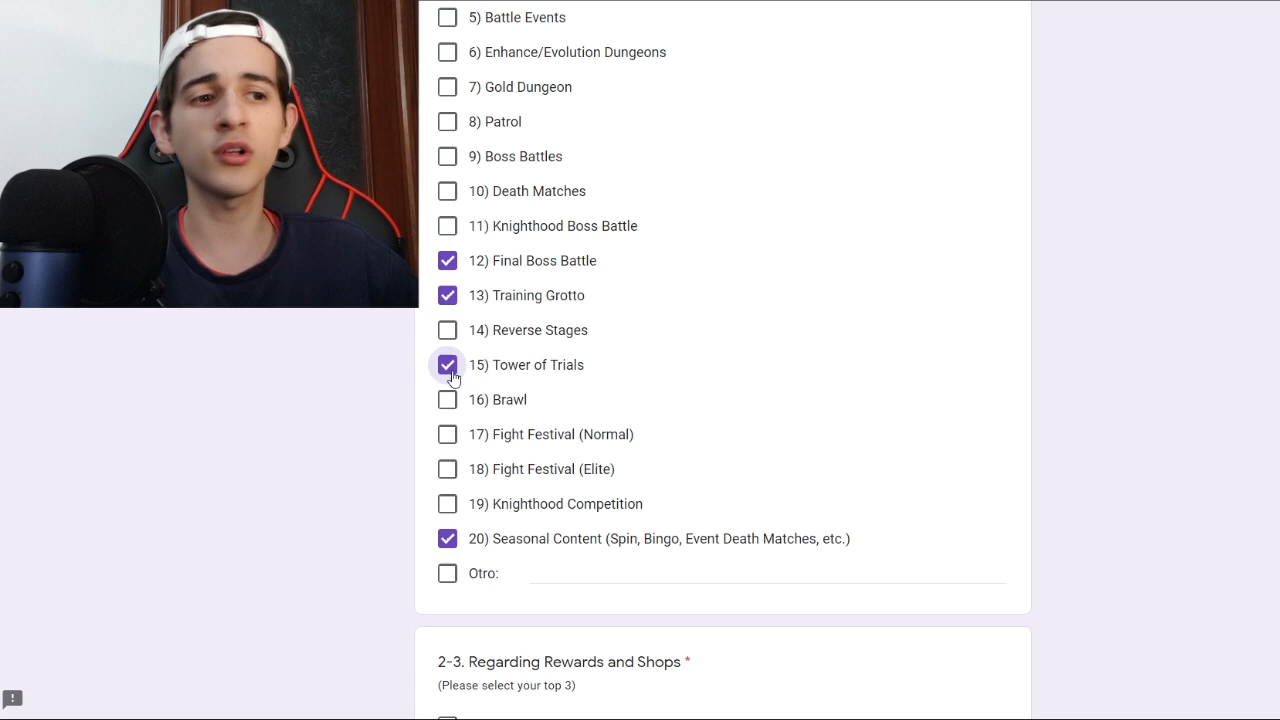 5) Battle Events
6) Enhance/Evolution Dungeons
7) Gold Dungeon
8) Patrol
9) Boss Battles
10) Death Matches
11) Knighthood Boss Battle
12) Final Boss Battle
13) Training Grotto
14) Reverse Stages
15) Tower of Trials
16) Brawl
17) Fight Festival (Normal)
18) Fight Festival (Elite)
19) Knighthood Competition
20) Seasonal Content (Spin, Bingo, Event Death Matches, etc.)
Otro:
2-3. Regarding Rewards and Shops *
(Please select your top 3)